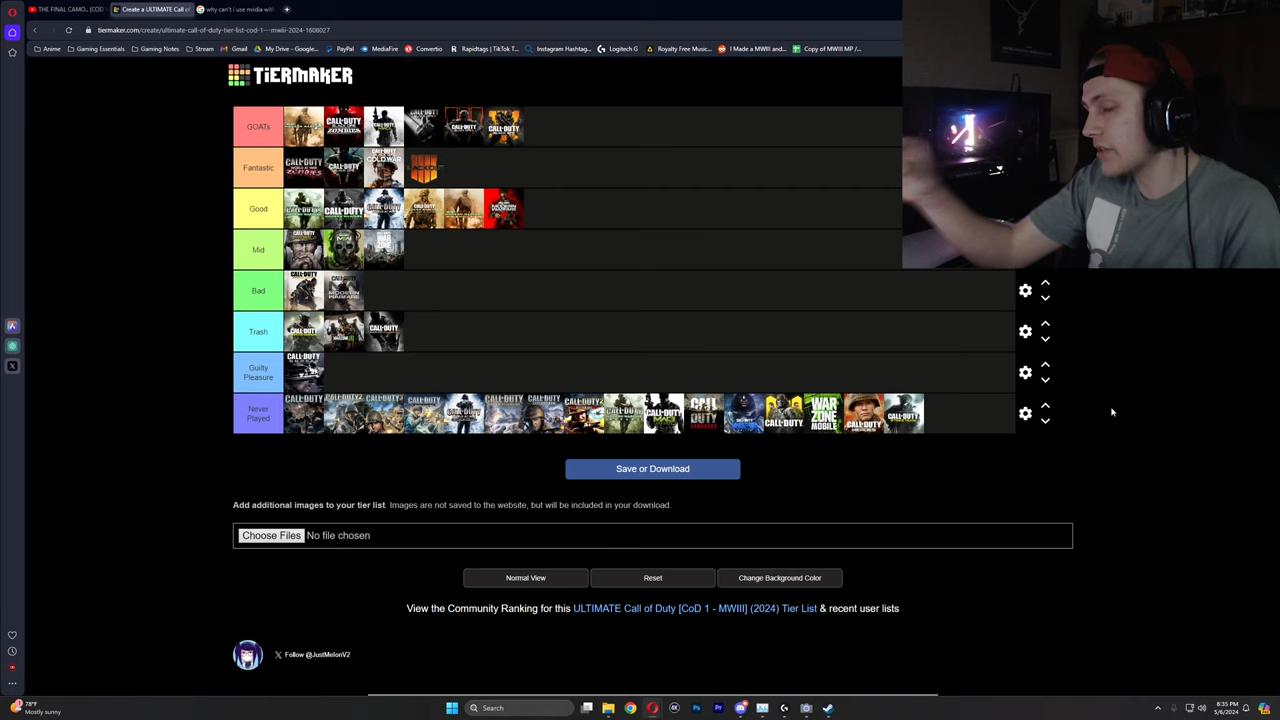 THE FINAL CAMO.. (COD
Create a ULTIMATE Call of
why can't i use nvidia with
tiermaker.com/create/ultimate-call-of-duty-tier-list-cod-1---mwiii-2024-1608027
Anime
Gaming Essentials
Gaming Notes
Stream
Gmail
My Drive - Google...
PayPal
MediaFire
Convertio
Rapidtags | TikTok T...
Instagram Hashtag...
Logitech G
Royalty Free Music...
I Made a MWIII and...
Copy of MWIII MP /...
TiERMAKER
GOATs
Fantastic
Good
Mid
Bad
Trash
Guilty
Pleasure
Never
Played
Save or Download
Add additional images to your tier list. Images are not saved to the website, but will be included in your download.
Choose Files No file chosen
Normal View
Reset
Change Background Color
View the Community Ranking for this ULTIMATE Call of Duty [CoD 1 - MWIII] (2024) Tier List & recent user lists
Follow @JustMelonV2
78°F
Mostly sunny
Search
8:35 PM
5/6/2024